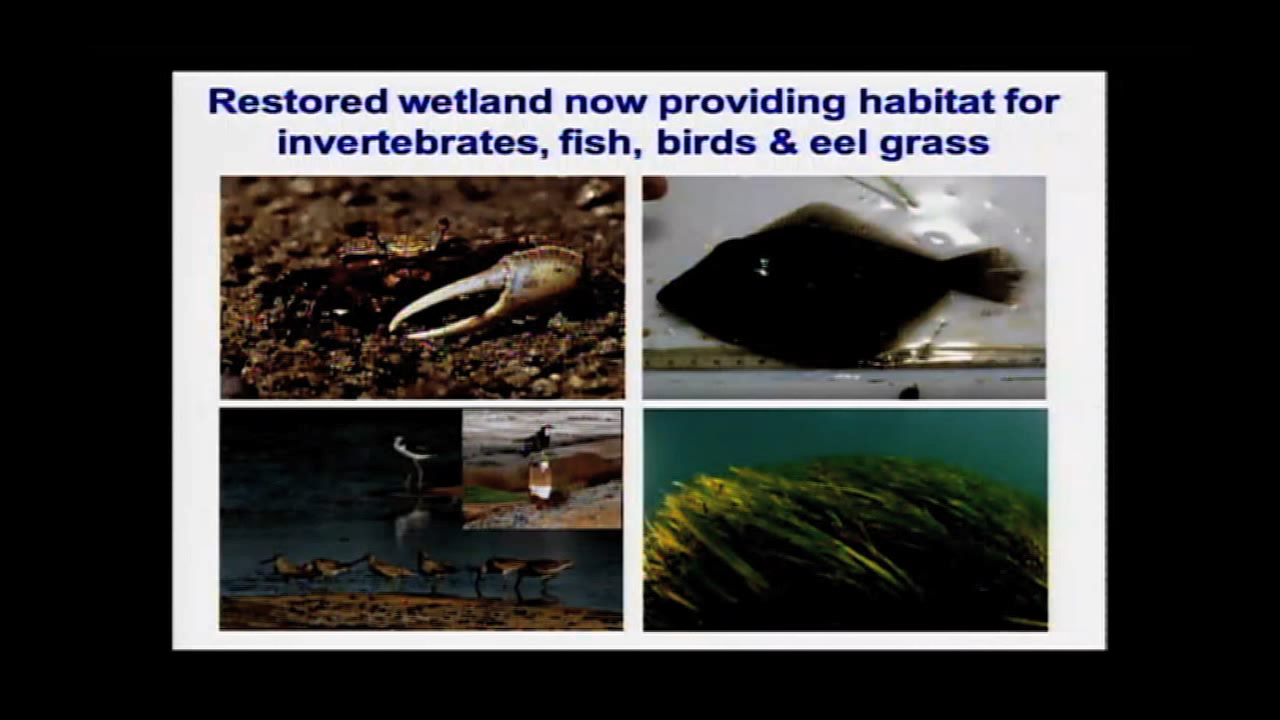 Restored wetland now providing habitat for
invertebrates, fish, birds & eel grass